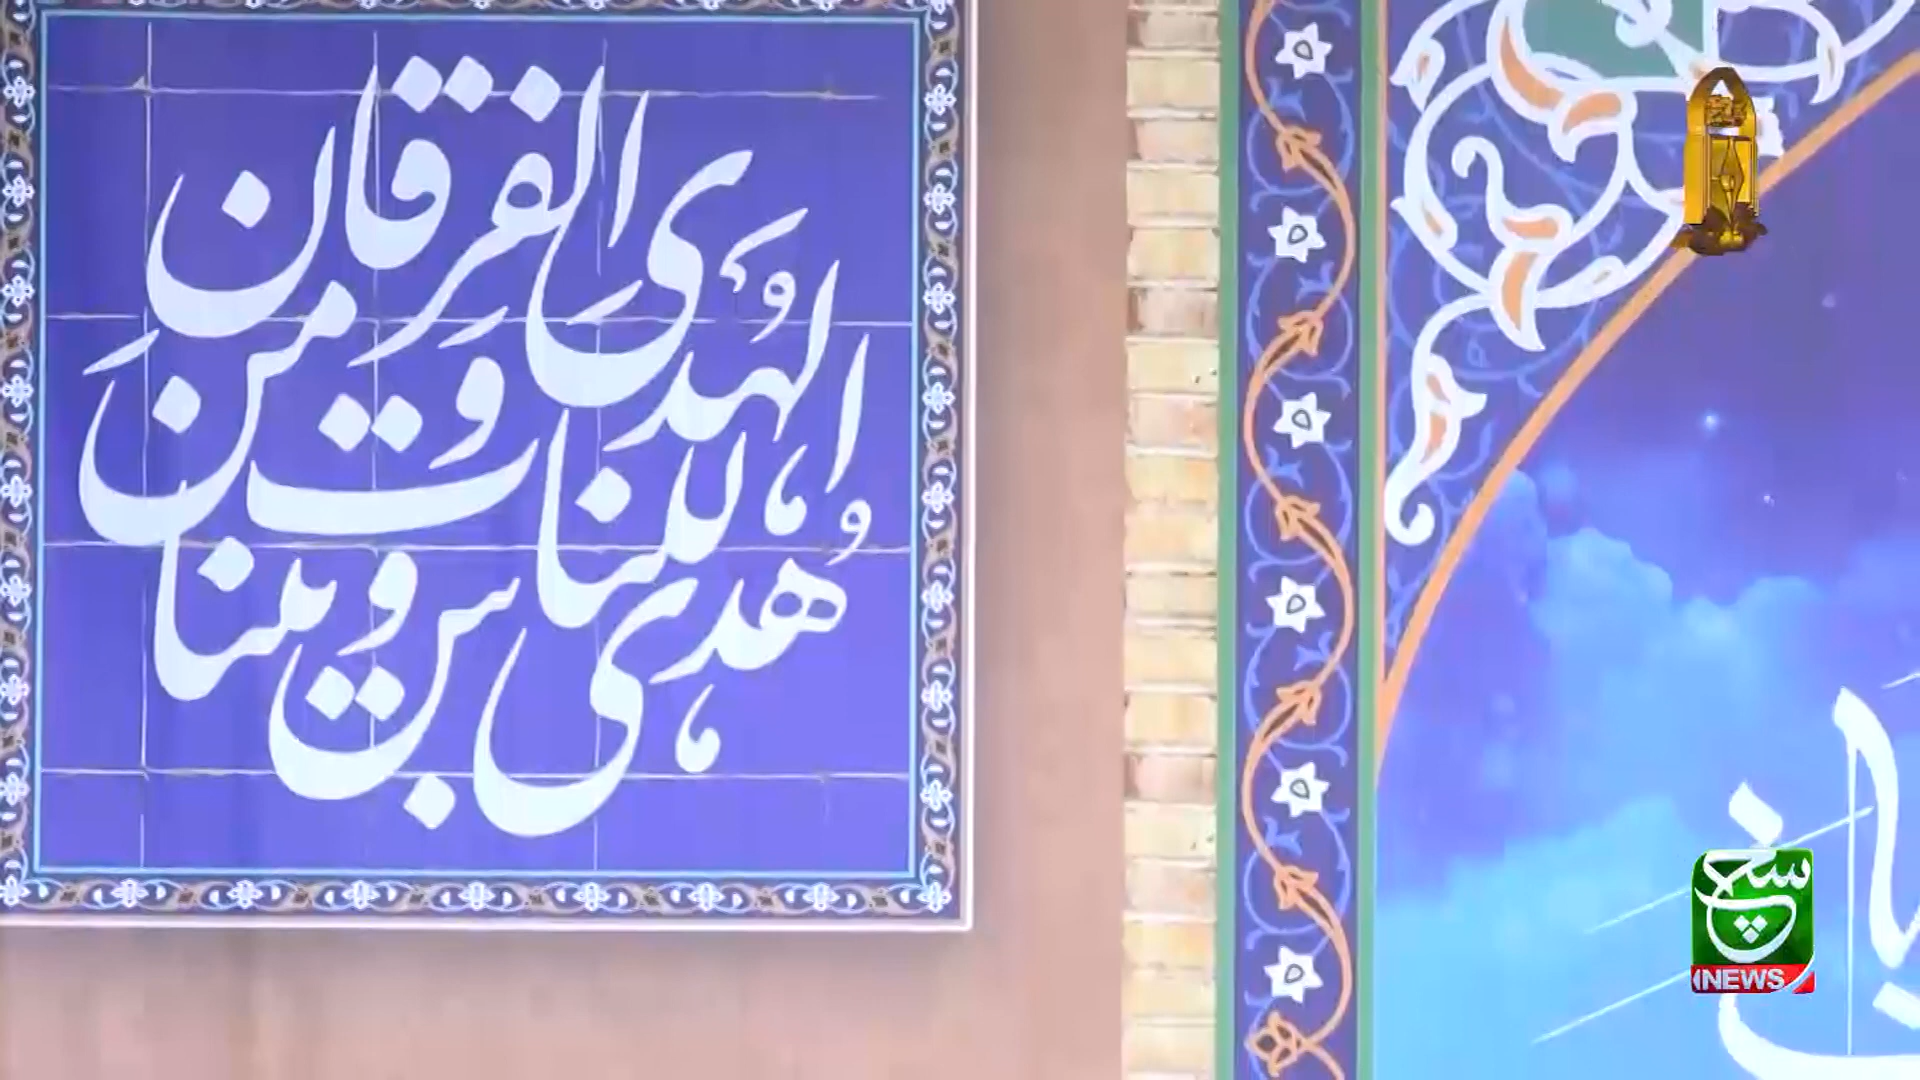 هُدی للناس و بینات من الهُدی و الفرقان
سچ
NEWS